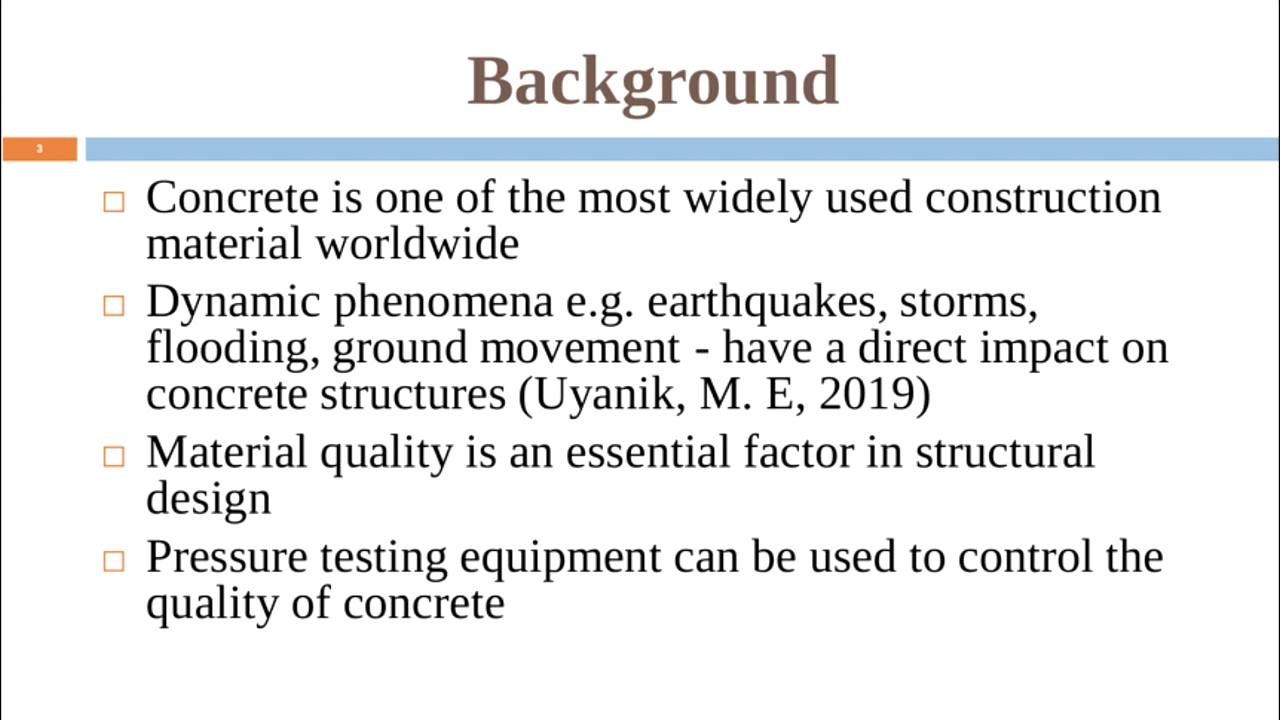 Background
3
Concrete is one of the most widely used construction
material worldwide
Dynamic phenomena e.g. earthquakes, storms,
flooding, ground movement - have a direct impact on
concrete structures (Uyanik, M. E, 2019)
Material quality is an essential factor in structural
design
Pressure testing equipment can be used to control the
quality of concrete